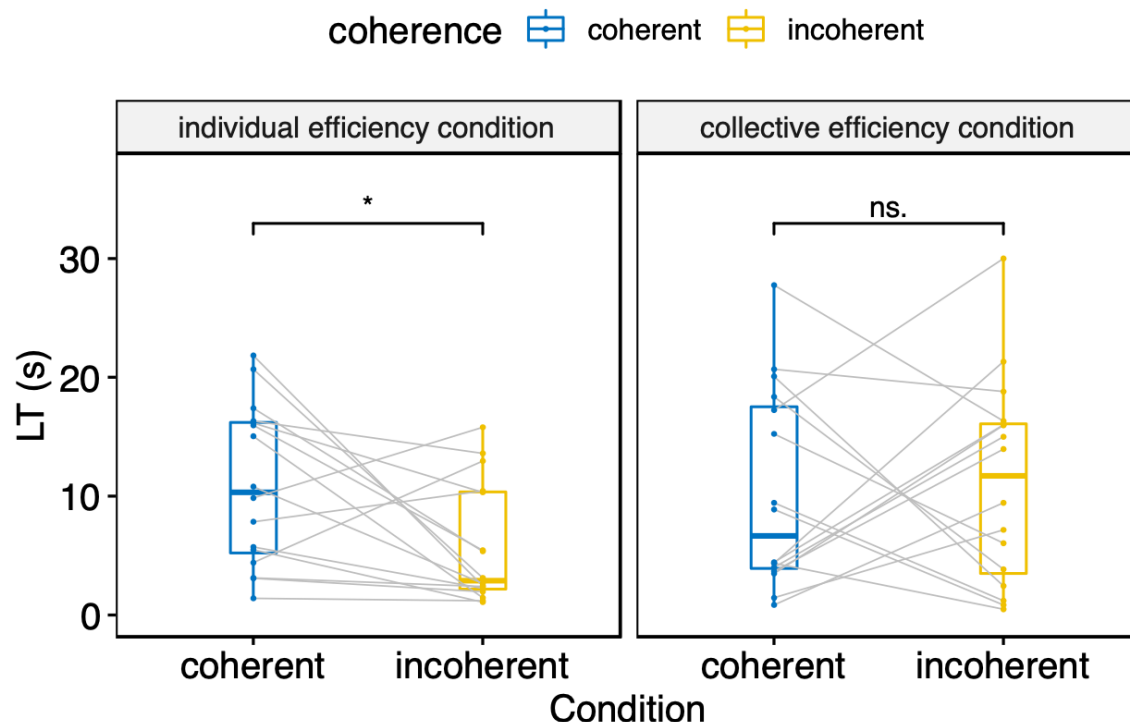 coherence coherent incoherent
individual efficiency condition collective efficiency condition
* ns.
30
20
10
0
LT (s)
coherent incoherent coherent incoherent
Condition